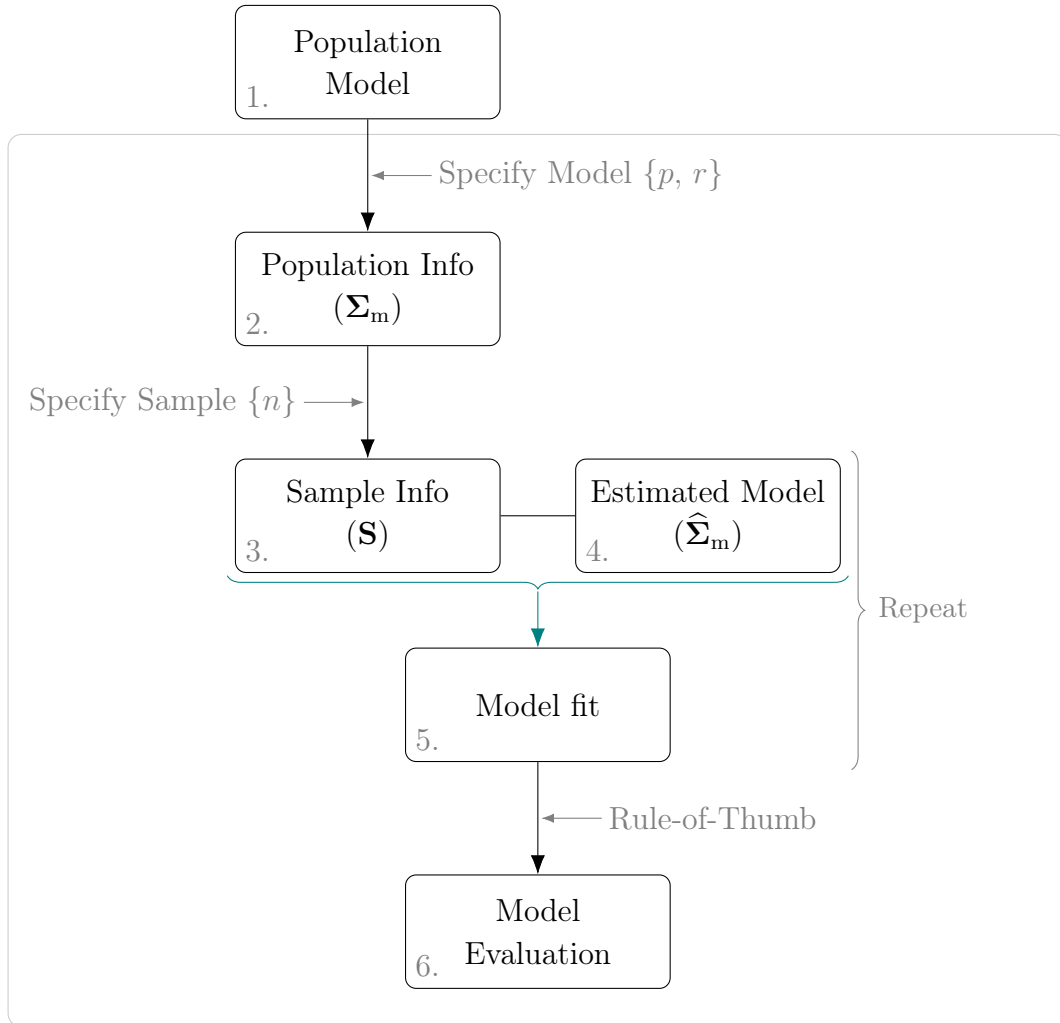 Population
Model
1.
Specify Model {p, r}
Population Info
(Σm)
2.
Specify Sample {n}
Sample Info
(S)
3.
Estimated Model
(Σ̂m)
4.
Repeat
Model fit
5.
Rule-of-Thumb
Model
Evaluation
6.